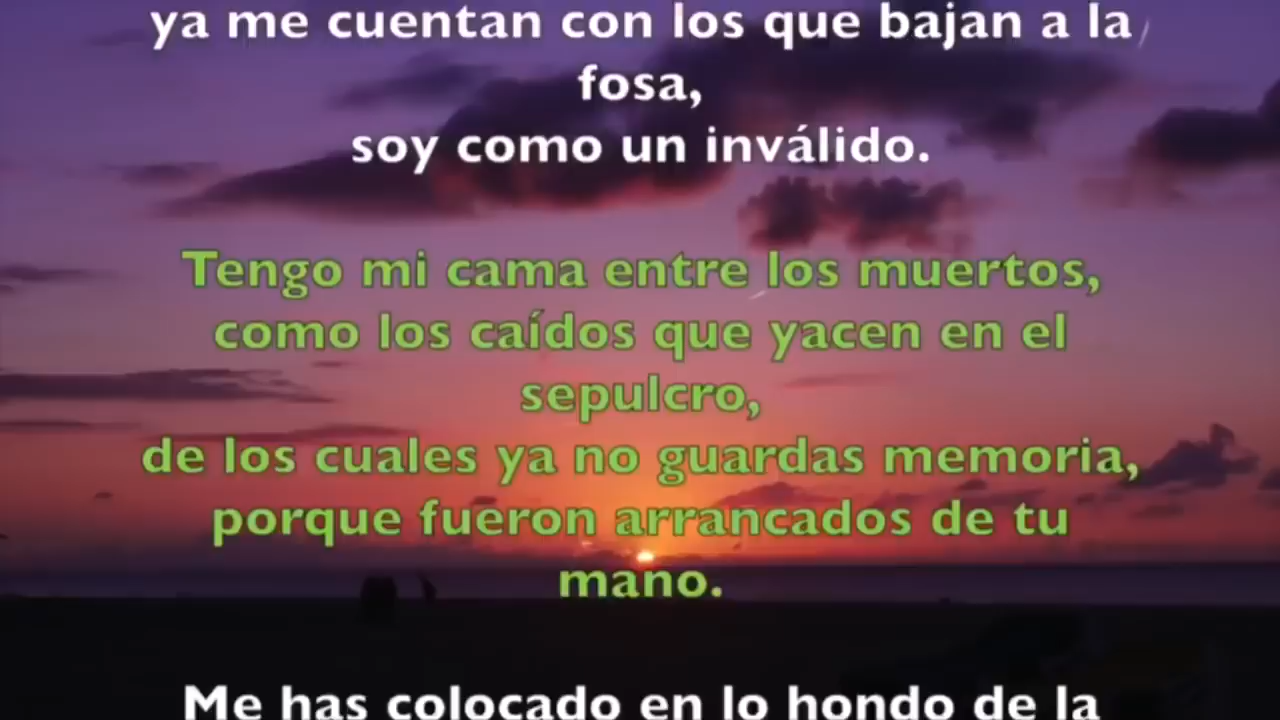 ya me cuentan con los que bajan a la
fosa,
soy como un inválido.
Tengo mi cama entre los muertos,
como los caídos que yacen en el
sepulcro,
de los cuales ya no guardas memoria,
porque fueron arrancados de tu
mano.
Me has colocado en lo hondo de la